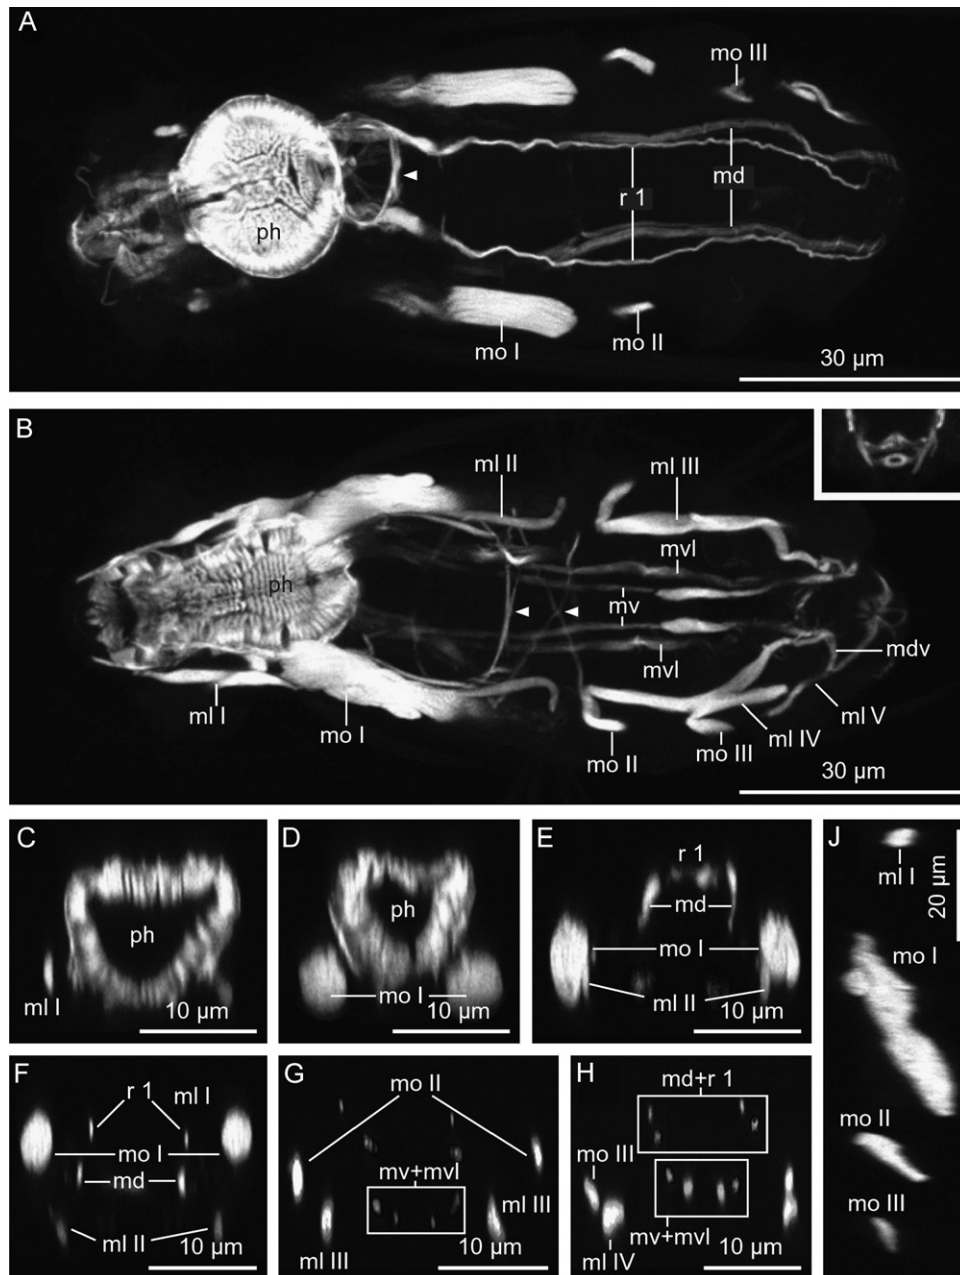 A
mo III
md
r 1
ph
mo I
mo II
30 µm
B
ml II
ml III
mvl
ph
mv
mvl
mdv
ml I
mo I
ml V
ml IV
mo III
mo II
30 µm
C
ph
ml I
10 µm
D
ph
mo I
10 µm
E
r 1
md
mo I
ml II
10 µm
J
ml I
20 µm
mo I
mo II
mo III
F
r 1
ml I
mo I
md
ml II
10 µm
G
mo II
mv+mvl
ml III
ml III
10 µm
H
md+r 1
mo III
mv+mvl
ml IV
10 µm